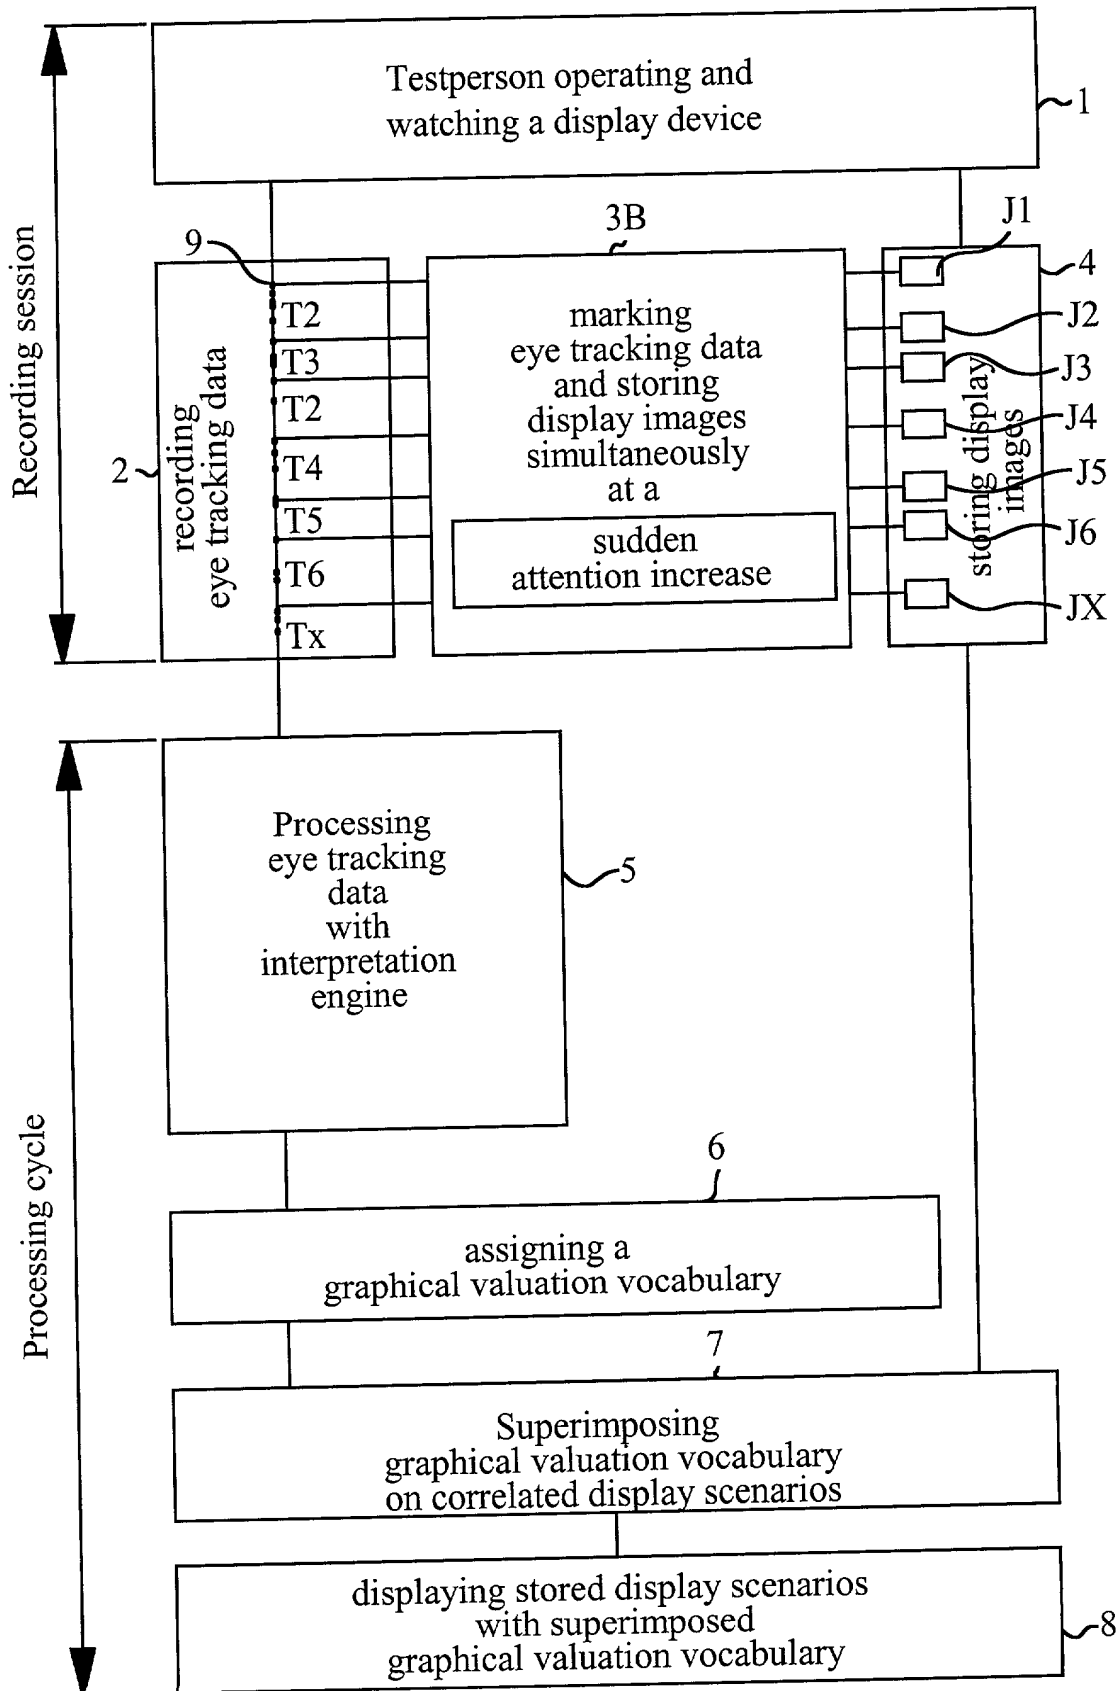 Testperson operating and
watching a display device
1
Recording session
9
3B
J1
4
recording
eye tracking data
2
T2
T3
T2
T4
T5
T6
Tx
marking
eye tracking data
and storing
display images
simultaneously
at a
sudden
attention increase
storing display
images
J2
J3
J4
J5
J6
JX
Processing cycle
Processing
eye tracking
data
with
interpretation
engine
5
6
assigning a
graphical valuation vocabulary
7
Superimposing
graphical valuation vocabulary
on correlated display scenarios
displaying stored display scenarios
with superimposed
graphical valuation vocabulary
8